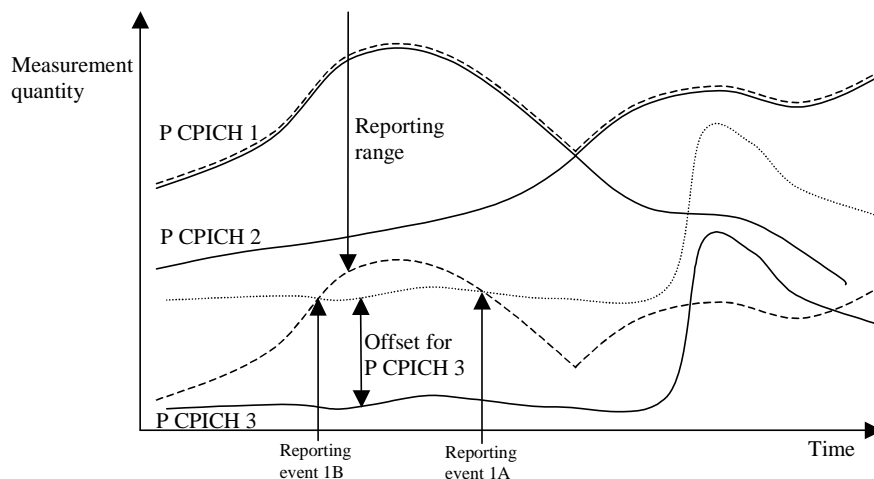 Measurement
quantity
P CPICH 1
Reporting
range
P CPICH 2
Offset for
P CPICH 3
P CPICH 3
Reporting
event 1B
Reporting
event 1A
Time